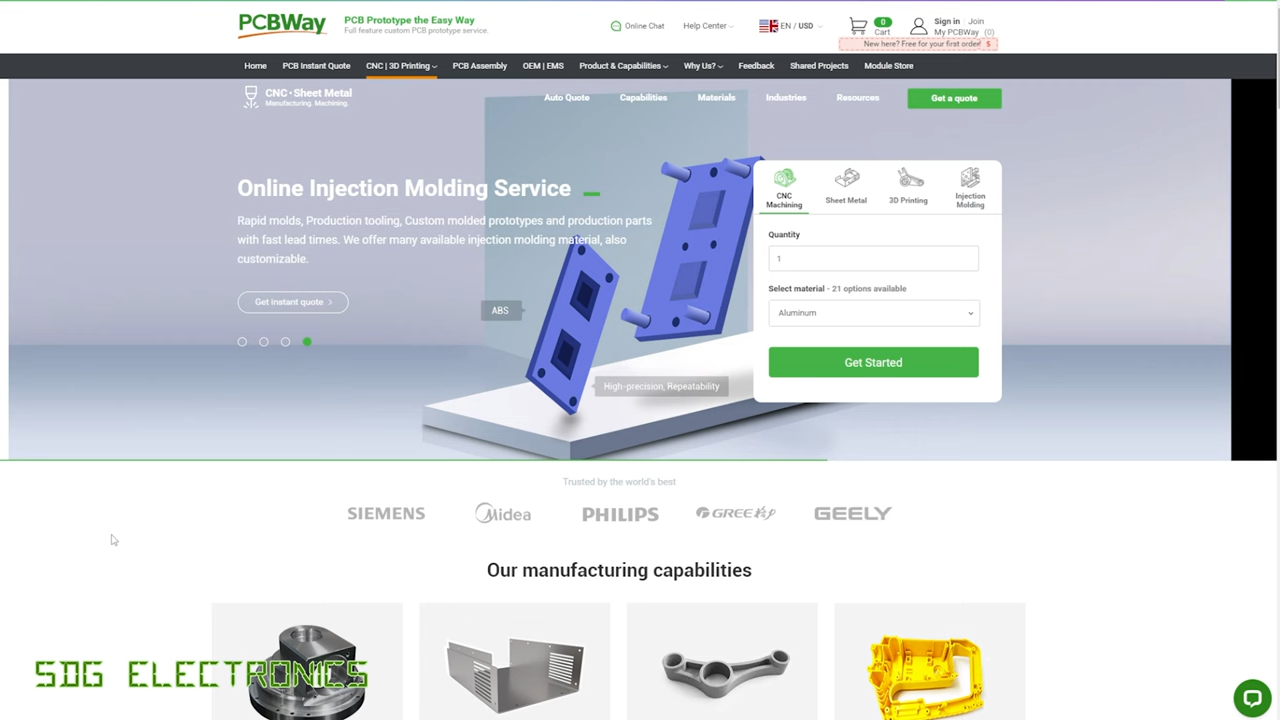 PCBWay
PCB Prototype the Easy Way
Full feature custom PCB prototype service.
Online Chat
Help Center
EN / USD
0
Cart
Sign in | Join
My PCBWay (0)
New here? Free for your first order! $
Home
PCB Instant Quote
CNC | 3D Printing
PCB Assembly
OEM | EMS
Product & Capabilities
Why Us?
Feedback
Shared Projects
Module Store
CNC·Sheet Metal
Manufacturing. Machining.
Auto Quote
Capabilities
Materials
Industries
Resources
Get a quote
Online Injection Molding Service
Rapid molds, Production tooling, Custom molded prototypes and production parts
with fast lead times. We offer many available injection molding material, also
customizable.
Get instant quote
ABS
High-precision, Repeatability
CNC
Machining
Sheet Metal
3D Printing
Injection
Molding
Quantity
1
Select material - 21 options available
Aluminum
Get Started
Trusted by the world's best
SIEMENS
Midea
PHILIPS
GREE
GEELY
Our manufacturing capabilities
SDG ELECTRONICS